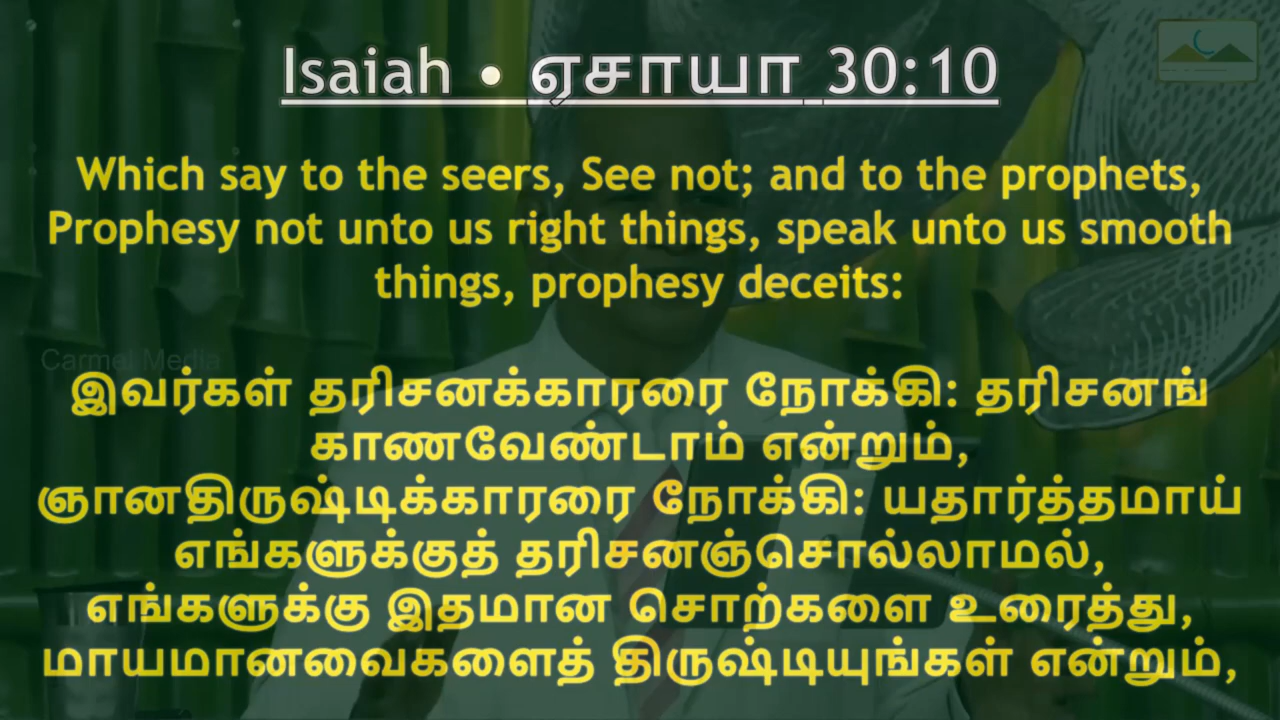 Isaiah • ஏசாயா 30:10
Which say to the seers, See not; and to the prophets,
Prophesy not unto us right things, speak unto us smooth
things, prophesy deceits:
Carmel Media
இவர்கள் தரிசனக்காரரை நோக்கி: தரிசனங்
காணவேண்டாம் என்றும்,
ஞானதிருஷ்டிக்காரரை நோக்கி: யதார்த்தமாய்
எங்களுக்குத் தரிசனஞ்சொல்லாமல்,
எங்களுக்கு இதமான சொற்களை உரைத்து,
மாயமானவைகளைத் திருஷ்டியுங்கள் என்றும்,